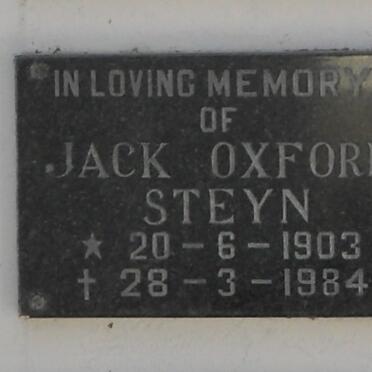 IN LOVING MEMORY
OF
JACK OXFORD
STEYN
★ 20 – 6 – 1903
† 28 – 3 – 1984